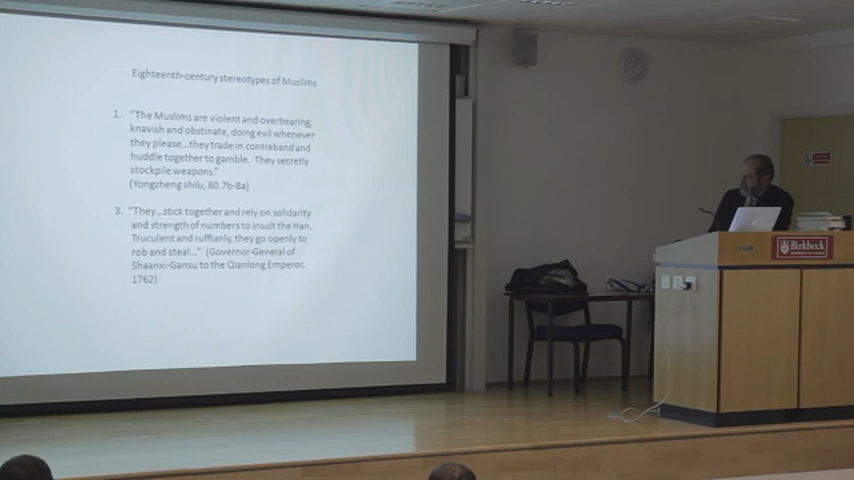 Eighteenth-century stereotypes of Muslims
1. "The Muslims are violent and overbearing,
knavish and obstinate, doing evil whenever
they please...they trade in contraband and
huddle together to gamble. They secretly
stockpile weapons."
(Yongzheng shilu, 80.7b-8a)
3. "They...stick together and rely on solidarity
and strength of numbers to insult the Han.
Truculent and ruffianly, they go openly to
rob and steal..." (Governor-General of
Shaanxi-Gansu to the Qianlong Emperor,
1762)
Birkbeck